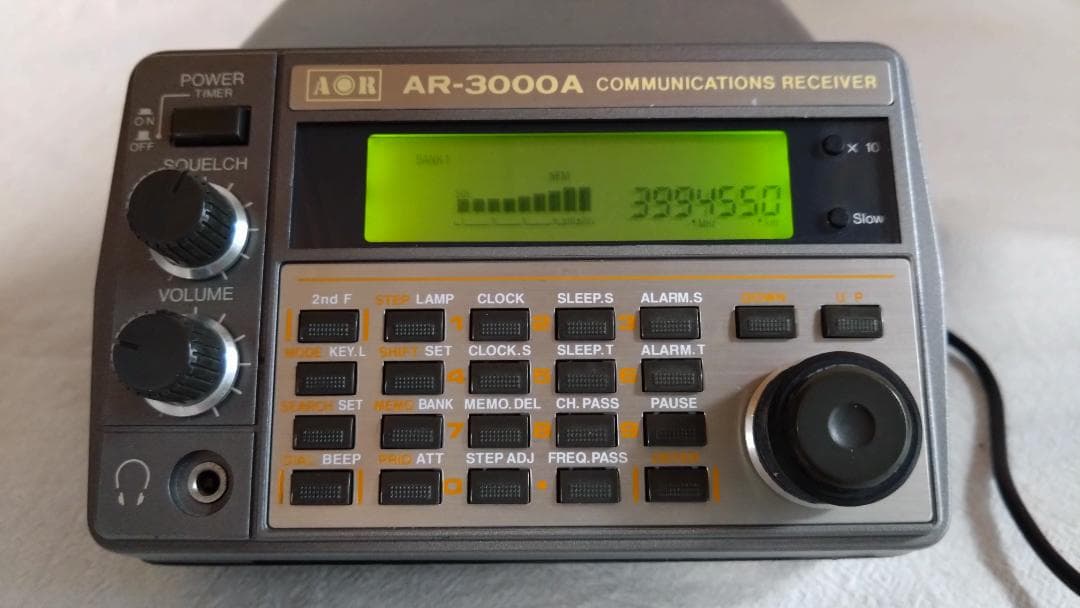 AOR AR-3000A COMMUNICATIONS RECEIVER
POWER
TIMER
ON
OFF
SQUELCH
VOLUME
BANK1
MEM
3994550
MHz
× 10
Slow
2nd F STEP LAMP CLOCK SLEEP.S ALARM.S DOWN UP
1 2 3
MODE KEY.L SHIFT SET CLOCK.S SLEEP.T ALARM.T
4 5 6
SEARCH SET MEMO BANK MEMO.DEL CH.PASS PAUSE
7 8 9
DIAL BEEP PRIO ATT STEP ADJ FREQ.PASS ENTER
0 •